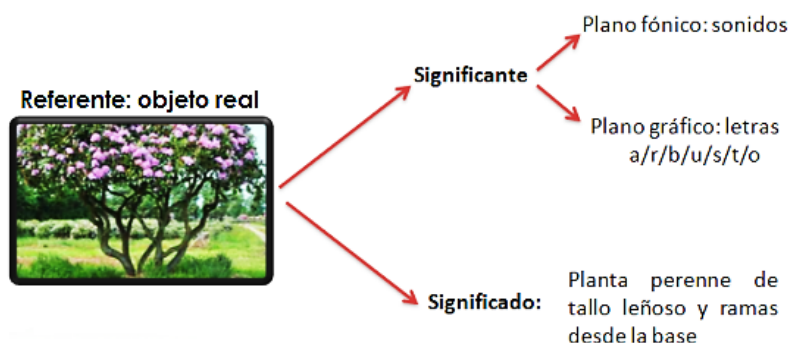 Plano fónico: sonidos
Significante
Referente: objeto real
Plano gráfico: letras
a/r/b/u/s/t/o
Significado:
Planta perenne de
tallo leñoso y ramas
desde la base